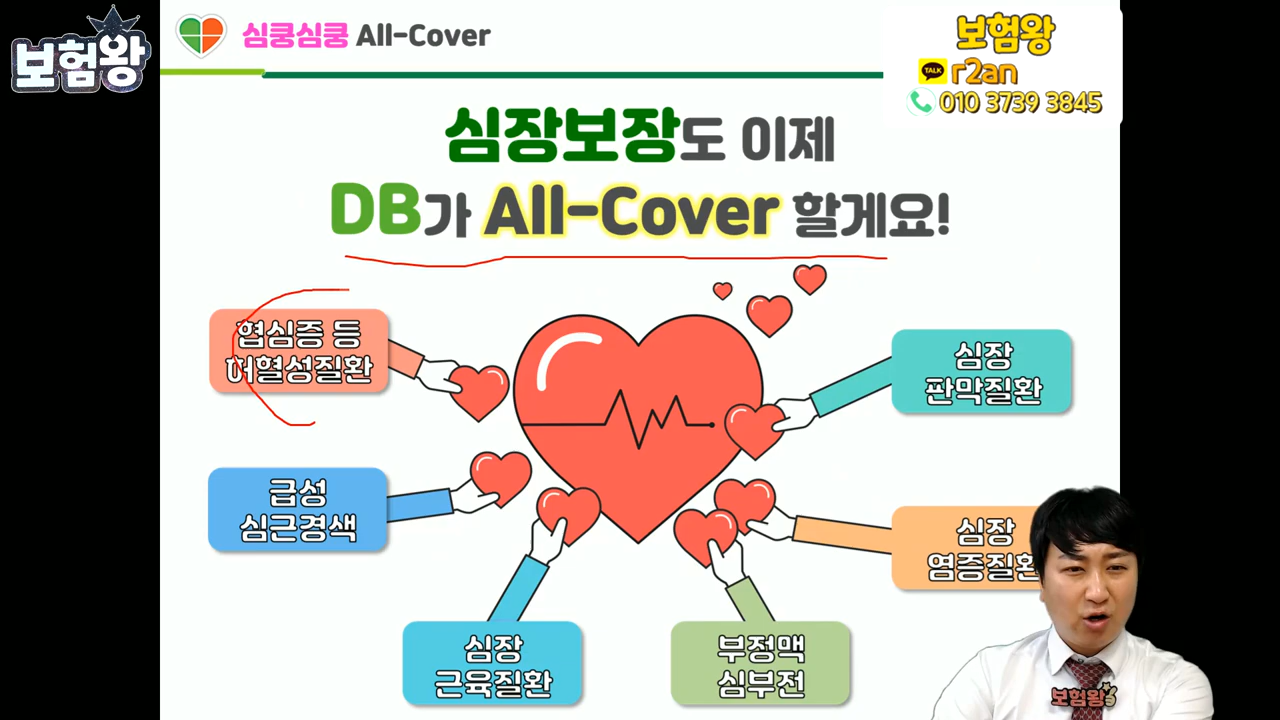 보험왕
심쿵심쿵 All-Cover
보험왕
TALK r2an
010 3739 3845
심장보장도 이제
DB가 All-Cover 할게요!
협심증 등
허혈성질환
심장
판막질환
급성
심근경색
심장
염증질환
심장
근육질환
부정맥
심부전
보험왕